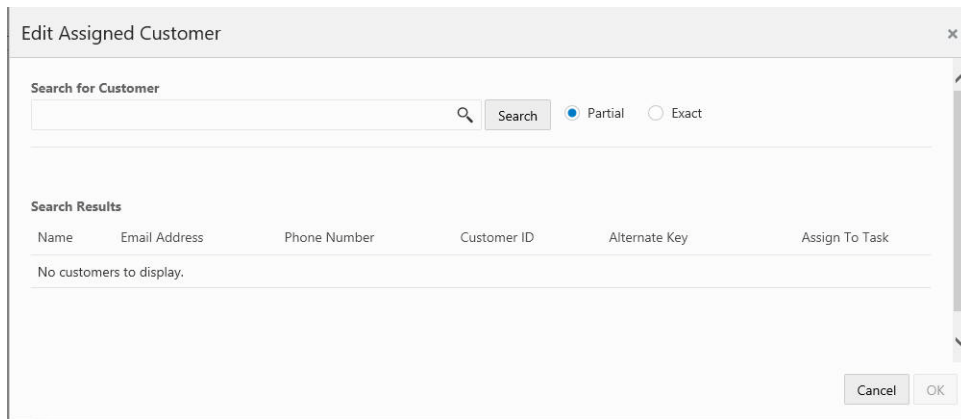 Edit Assigned Customer
Search for Customer
Search Partial Exact
Search Results
Name Email Address Phone Number Customer ID Alternate Key Assign To Task
No customers to display.
Cancel OK